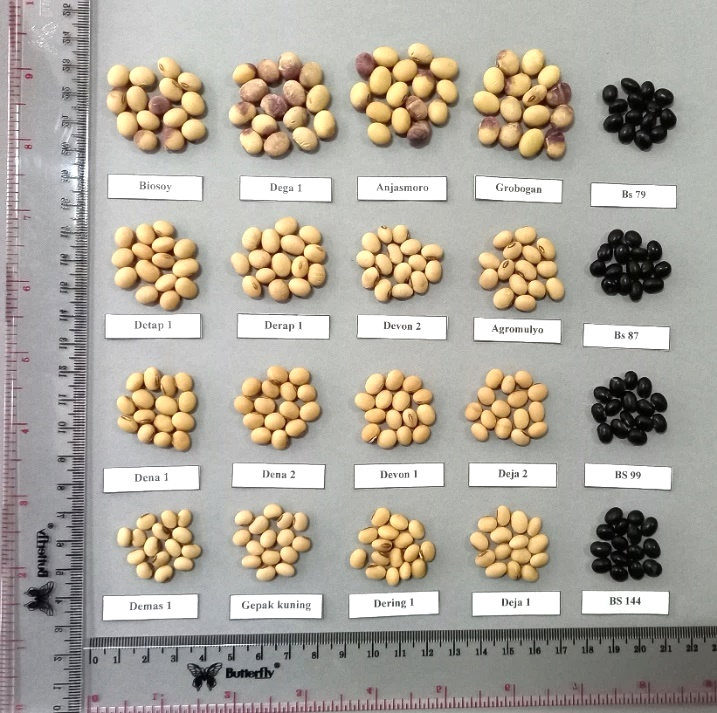 Biosoy
Dega 1
Anjasmoro
Grobogan
Bs 79
Detap 1
Derap 1
Devon 2
Agromulyo
Bs 87
Dena 1
Dena 2
Devon 1
Deja 2
BS 99
Demas 1
Gepak kuning
Dering 1
Deja 1
BS 144
Butterfly
0 1 2 3 4 5 6 7 8 9 10 11 12 13 14 15 16 17 18 19 20 21 22
Butterfly